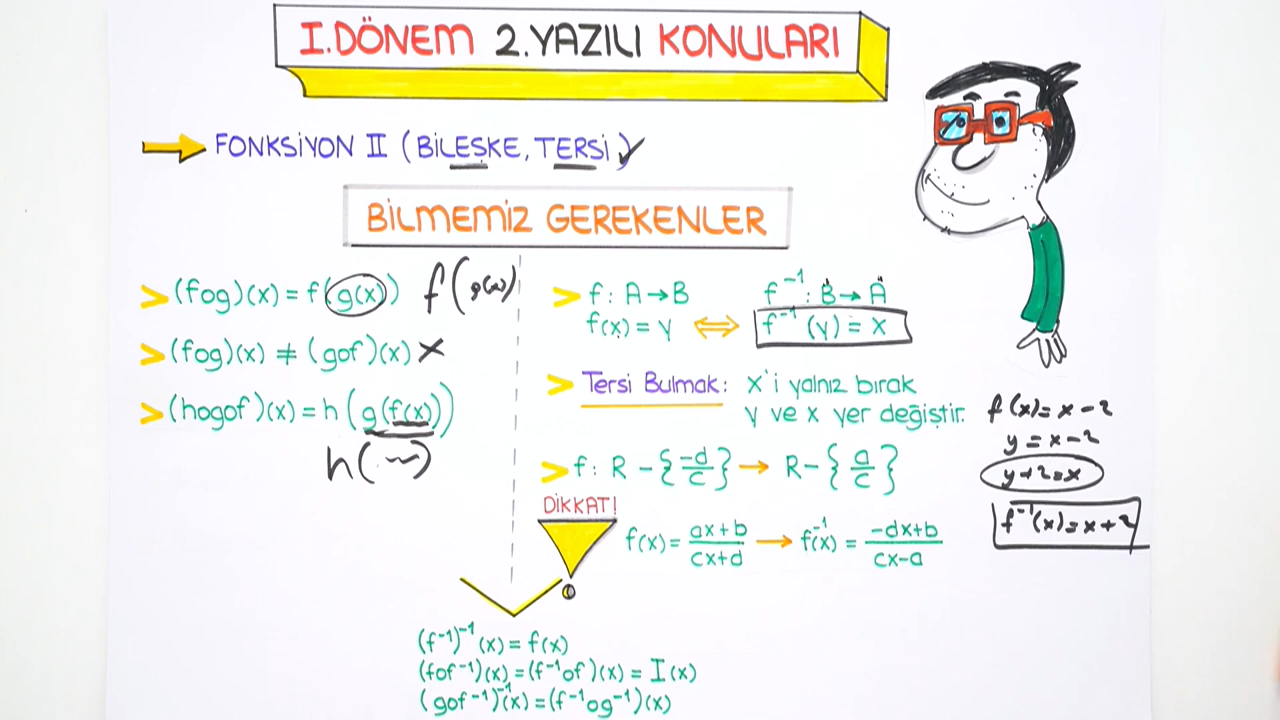 I.DÖNEM 2.YAZILI KONULARI
FONKSİYON II (BİLEŞKE, TERSİ)
BİLMEMİZ GEREKENLER
> (fog)(x) = f(g(x)) f(g(x))
> (fog)(x) ≠ (gof)(x)
> (hogof)(x) = h(g(f(x)))
h(
> f: A → B f⁻¹: B → A
f(x) = y ⟺ f⁻¹(y) = x
> Tersi Bulmak: x'i yalnız bırak
y ve x yer değiştir.
> f: R - {-d/c} → R - {a/c}
DİKKAT!
f(x) = ax+b/cx+d → f⁻¹(x) = -dx+b/cx-a
f(x) = x-2
y = x-2
y+2=x
f⁻¹(x) = x+2
(f⁻¹)⁻¹(x) = f(x)
(fof⁻¹)(x) = (f⁻¹of)(x) = I(x)
(gof⁻¹)⁻¹(x) = (f⁻¹og⁻¹)(x)